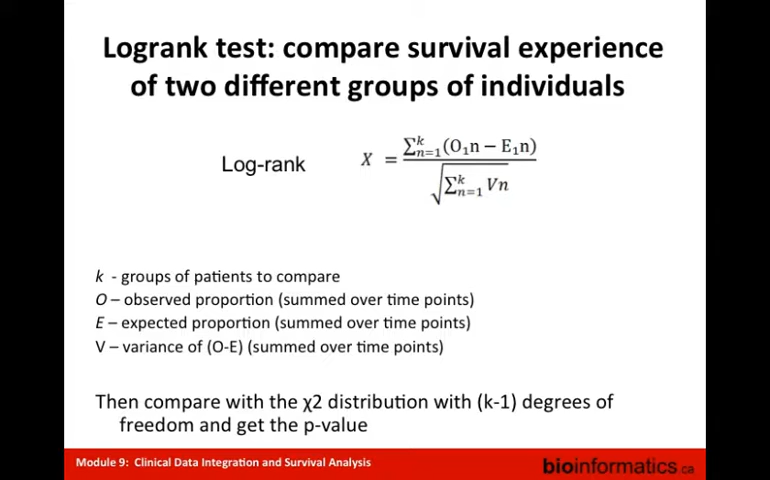 Logrank test: compare survival experience
of two different groups of individuals
Log-rank X = ∑ᵏₙ₌₁(O₁n − E₁n) / √∑ᵏₙ₌₁ Vn
k - groups of patients to compare
O – observed proportion (summed over time points)
E – expected proportion (summed over time points)
V – variance of (O-E) (summed over time points)
Then compare with the χ2 distribution with (k-1) degrees of
freedom and get the p-value
Module 9: Clinical Data Integration and Survival Analysis
bioinformatics.ca